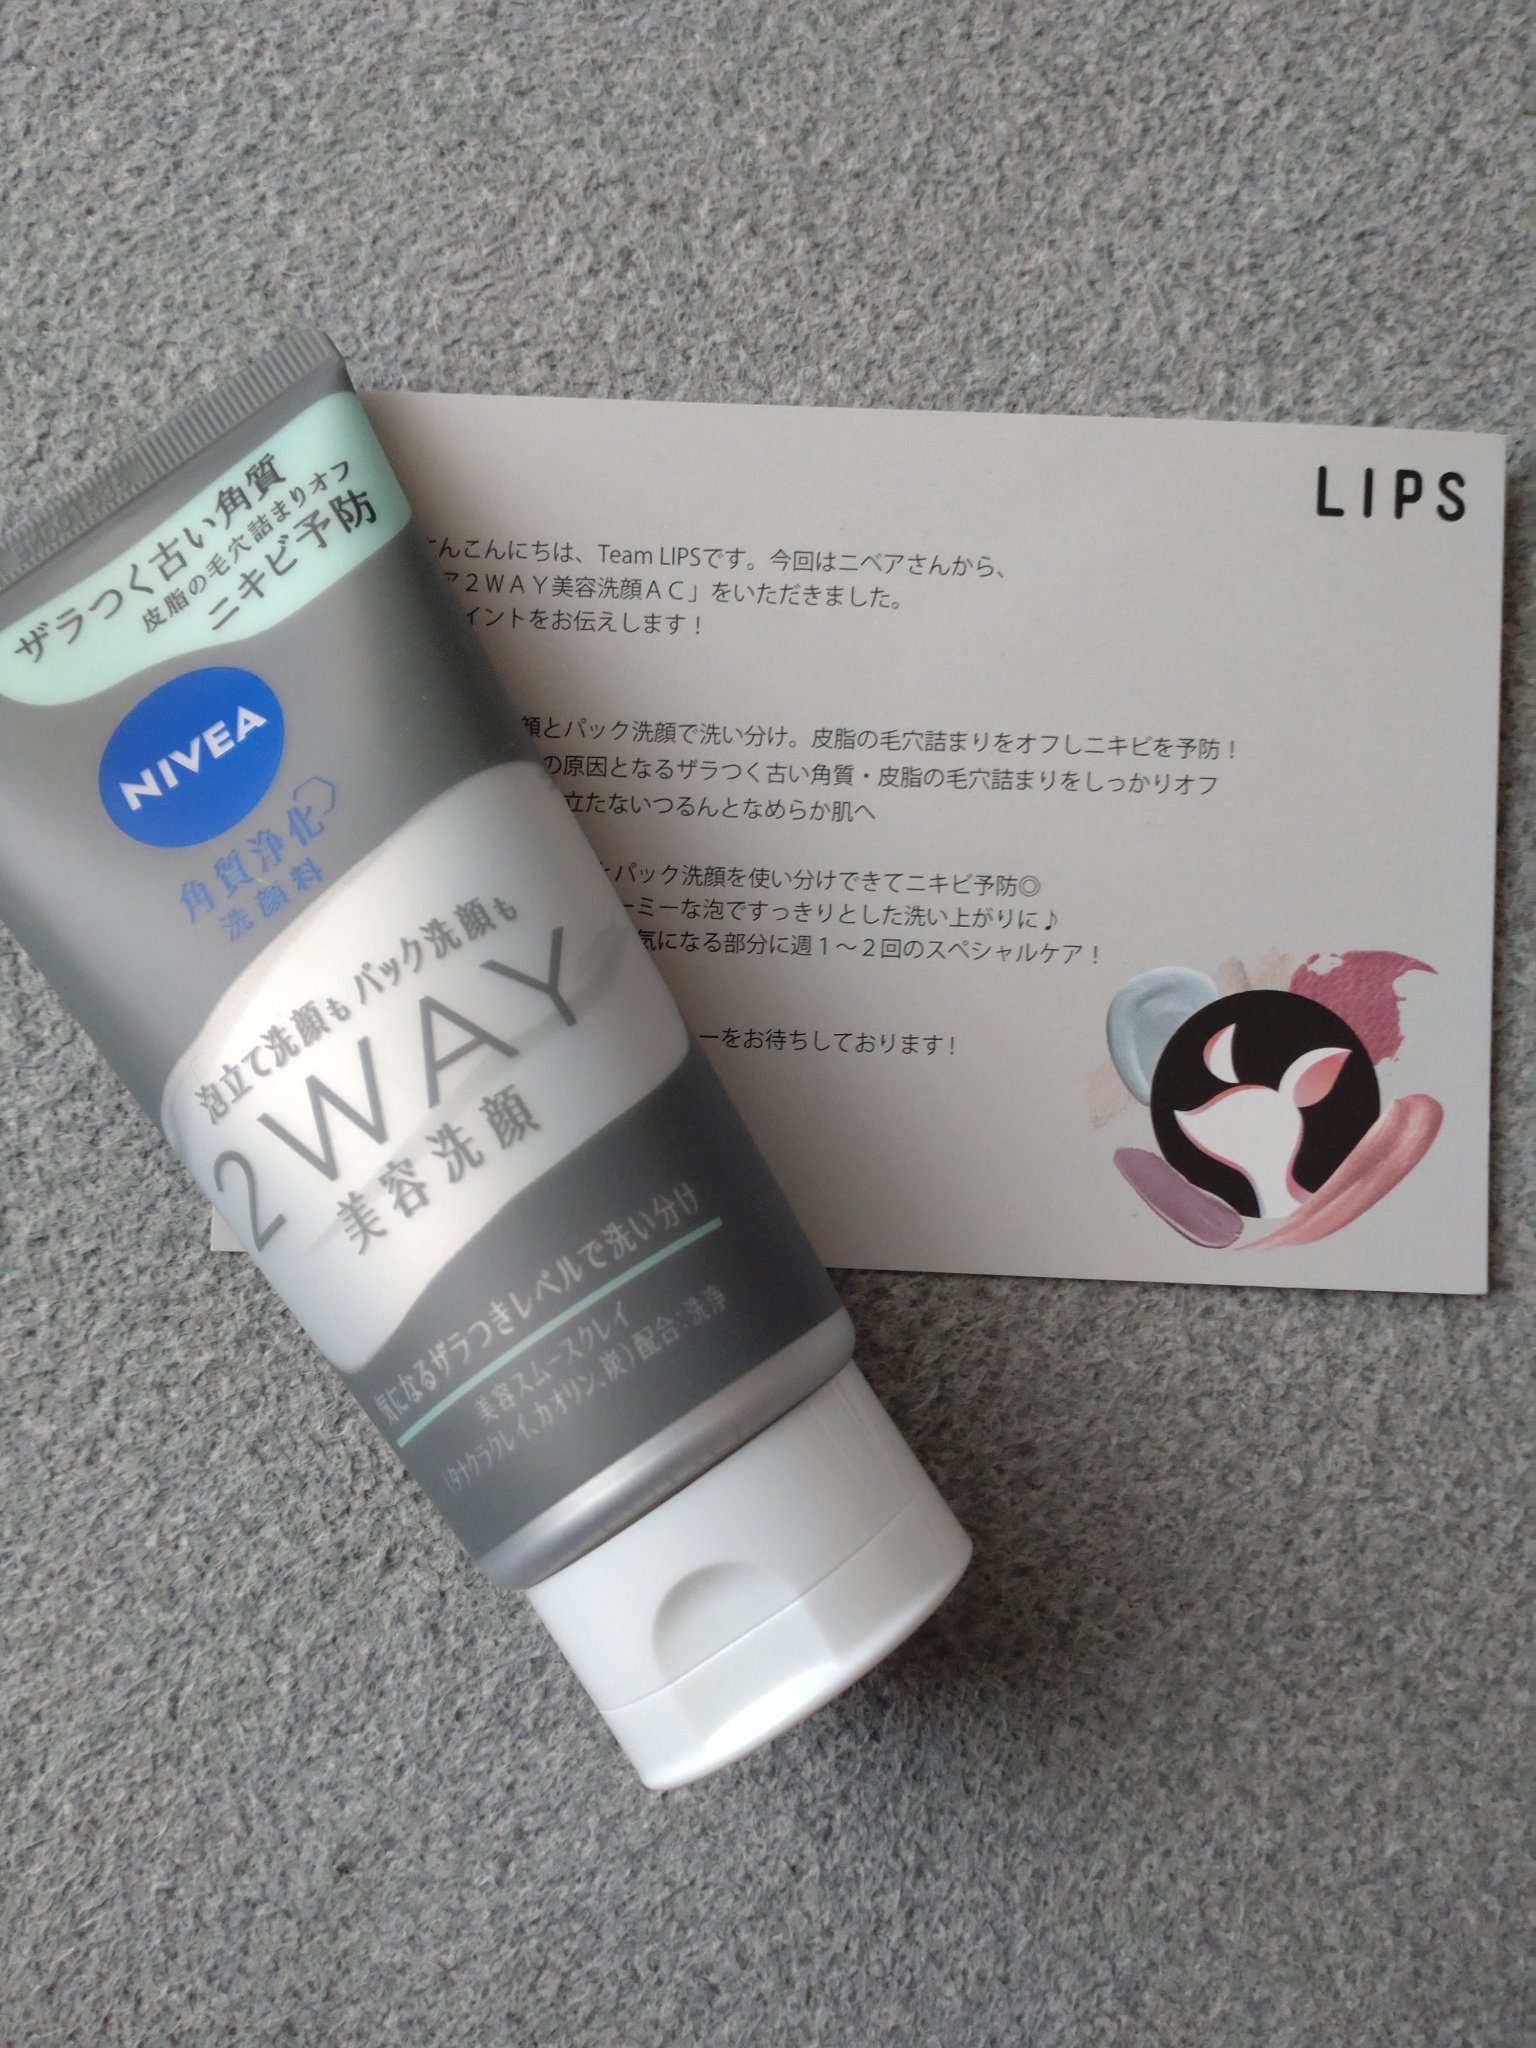 ザラつく古い角質
皮脂の毛穴詰まりオフ
ニキビ予防
NIVEA
角質浄化
洗顔料
泡立て洗顔も パック洗顔も
2WAY
美容洗顔
気になるザラつきレベルで洗い分け
美容スムースクレイ
(タナクラクレイ、カオリン、炭)配合:洗浄
LIPS
んこんにちは、Team LIPSです。今回はニベアさんから、
ア2WAY美容洗顔AC」をいただきました。
イントをお伝えします！
顔とパック洗顔で洗い分け。皮脂の毛穴詰まりをオフしニキビを予防！
の原因となるザラつく古い角質・皮脂の毛穴詰まりをしっかりオフ
立たないつるんとなめらか肌へ
とパック洗顔を使い分けできてニキビ予防◎
ーミーな泡ですっきりとした洗い上がりに♪
気になる部分に週１～２回のスペシャルケア！
ーをお待ちしております！